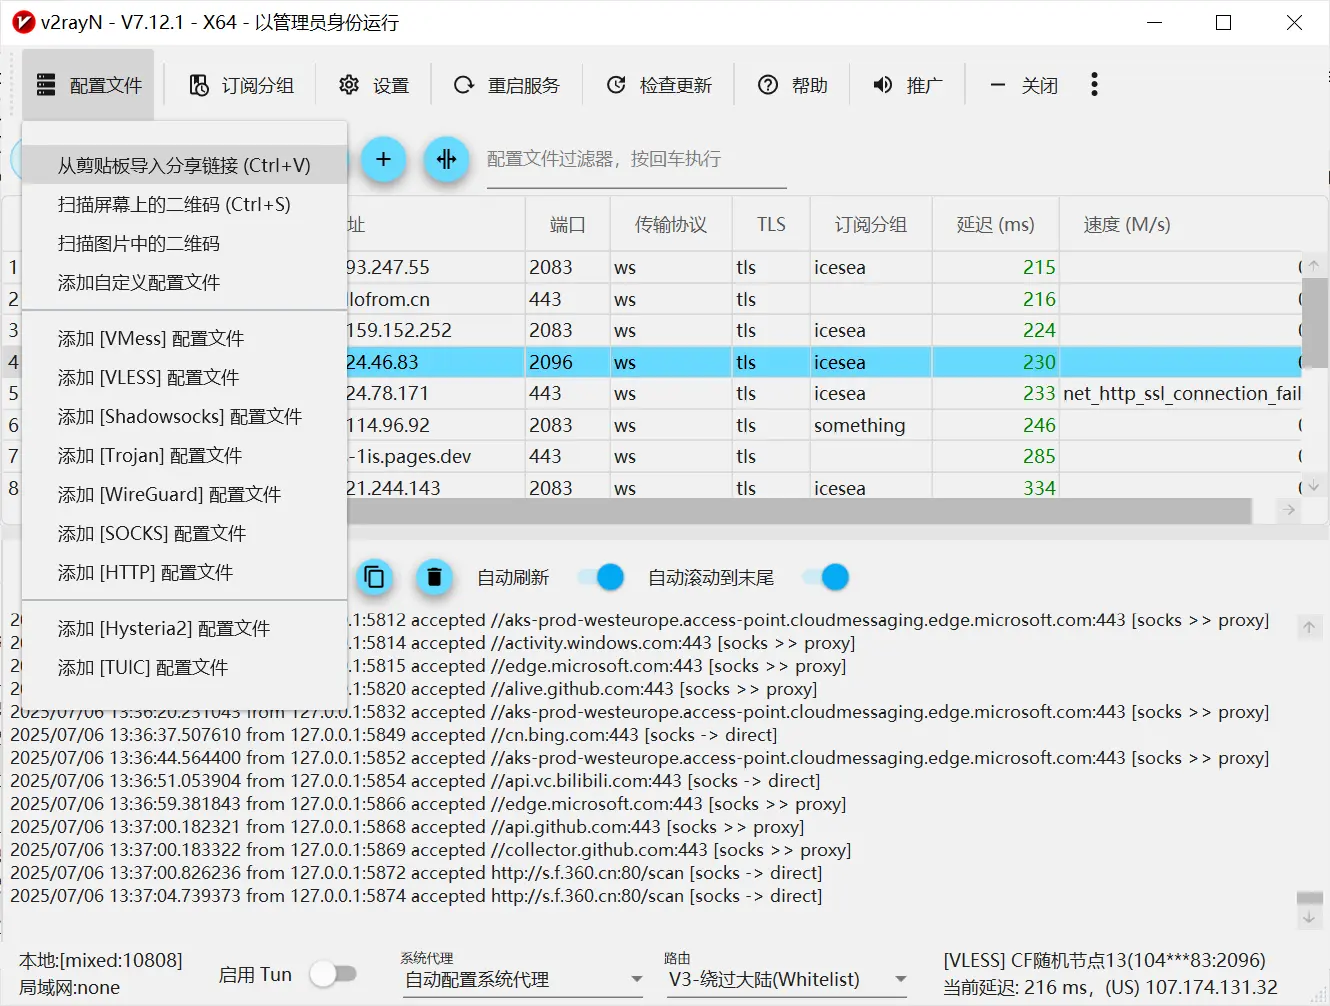 v2rayN - V7.12.1 - X64 - 以管理员身份运行
配置文件 订阅分组 设置 重启服务 检查更新 帮助 推广 关闭
从剪贴板导入分享链接 (Ctrl+V)
扫描屏幕上的二维码 (Ctrl+S)
扫描图片中的二维码
添加自定义配置文件
添加 [VMess] 配置文件
添加 [VLESS] 配置文件
添加 [Shadowsocks] 配置文件
添加 [Trojan] 配置文件
添加 [WireGuard] 配置文件
添加 [SOCKS] 配置文件
添加 [HTTP] 配置文件
添加 [Hysteria2] 配置文件
添加 [TUIC] 配置文件
配置文件过滤器，按回车执行
址 端口 传输协议 TLS 订阅分组 延迟 (ms) 速度 (M/s)
1 93.247.55 2083 ws tls icesea 215
2 llofrom.cn 443 ws tls 216
3 159.152.252 2083 ws tls icesea 224
4 24.46.83 2096 ws tls icesea 230
5 24.78.171 443 ws tls icesea 233 net_http_ssl_connection_fail
6 114.96.92 2083 ws tls something 246
7 -1is.pages.dev 443 ws tls 285
8 21.244.143 2083 ws tls icesea 334
自动刷新 自动滚动到末尾
.1:5812 accepted //aks-prod-westeurope.access-point.cloudmessaging.edge.microsoft.com:443 [socks >> proxy]
.1:5814 accepted //activity.windows.com:443 [socks >> proxy]
.1:5815 accepted //edge.microsoft.com:443 [socks >> proxy]
.1:5820 accepted //alive.github.com:443 [socks >> proxy]
2025/07/06 13:36:20.231043 from 127.0.0.1:5832 accepted //aks-prod-westeurope.access-point.cloudmessaging.edge.microsoft.com:443 [socks >> proxy]
2025/07/06 13:36:37.507610 from 127.0.0.1:5849 accepted //cn.bing.com:443 [socks -> direct]
2025/07/06 13:36:44.564400 from 127.0.0.1:5852 accepted //aks-prod-westeurope.access-point.cloudmessaging.edge.microsoft.com:443 [socks >> proxy]
2025/07/06 13:36:51.053904 from 127.0.0.1:5854 accepted //api.vc.bilibili.com:443 [socks -> direct]
2025/07/06 13:36:59.381843 from 127.0.0.1:5866 accepted //edge.microsoft.com:443 [socks >> proxy]
2025/07/06 13:37:00.182321 from 127.0.0.1:5868 accepted //api.github.com:443 [socks >> proxy]
2025/07/06 13:37:00.183322 from 127.0.0.1:5869 accepted //collector.github.com:443 [socks >> proxy]
2025/07/06 13:37:00.826236 from 127.0.0.1:5872 accepted http://s.f.360.cn:80/scan [socks -> direct]
2025/07/06 13:37:04.739373 from 127.0.0.1:5874 accepted http://s.f.360.cn:80/scan [socks -> direct]
本地:[mixed:10808]
局域网:none
启用 Tun
系统代理
自动配置系统代理
路由
V3-绕过大陆(Whitelist)
[VLESS] CF随机节点13(104***83:2096)
当前延迟: 216 ms，(US) 107.174.131.32